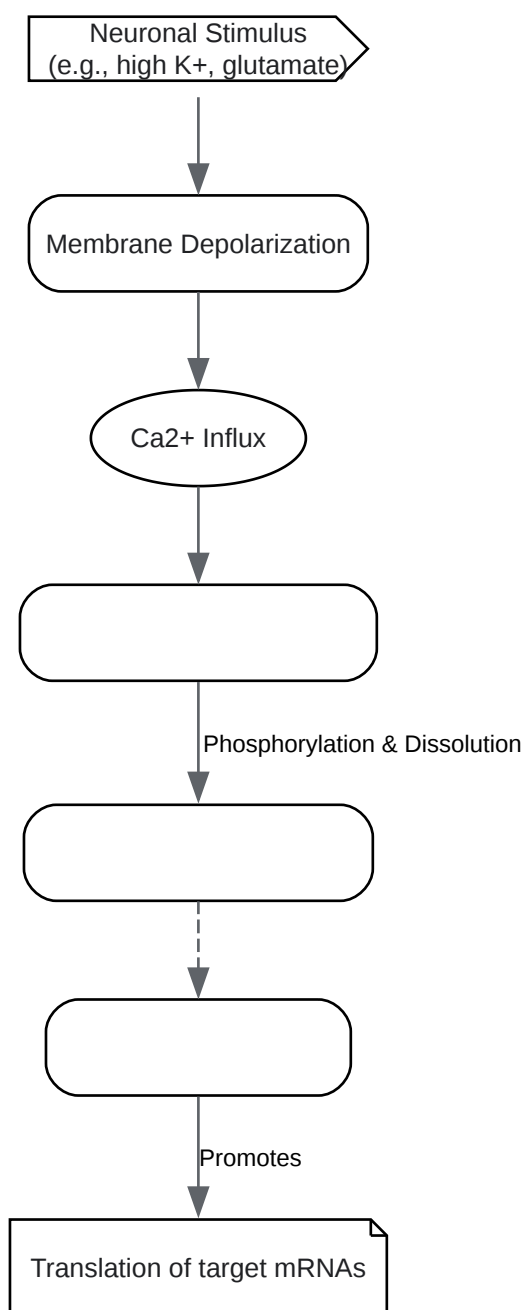 Neuronal Stimulus
(e.g., high K+, glutamate)
Membrane Depolarization
Ca2+ Influx
Phosphorylation & Dissolution
Promotes
Translation of target mRNAs